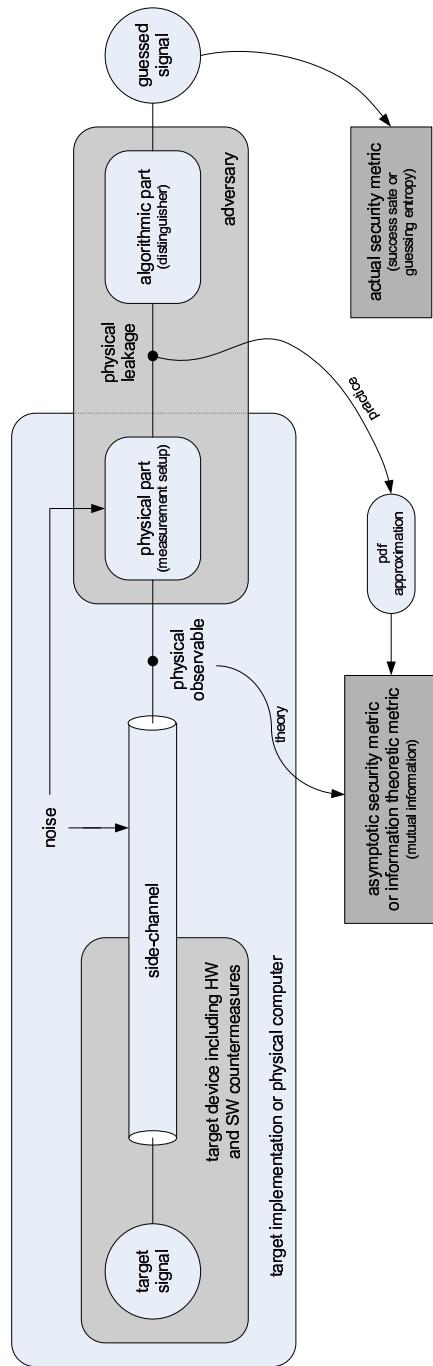 noise
target
signal
side-channel
target device including HW
and SW countermeasures
target implementation or physical computer
physical
observable
physical part
(measurement setup)
physical
leakage
algorithmic part
(distinguisher)
adversary
guessed
signal
theory
practice
pdf
approximation
asymptotic security metric
or information theoretic metric
(mutual information)
actual security metric
(success sate or
guessing entropy)